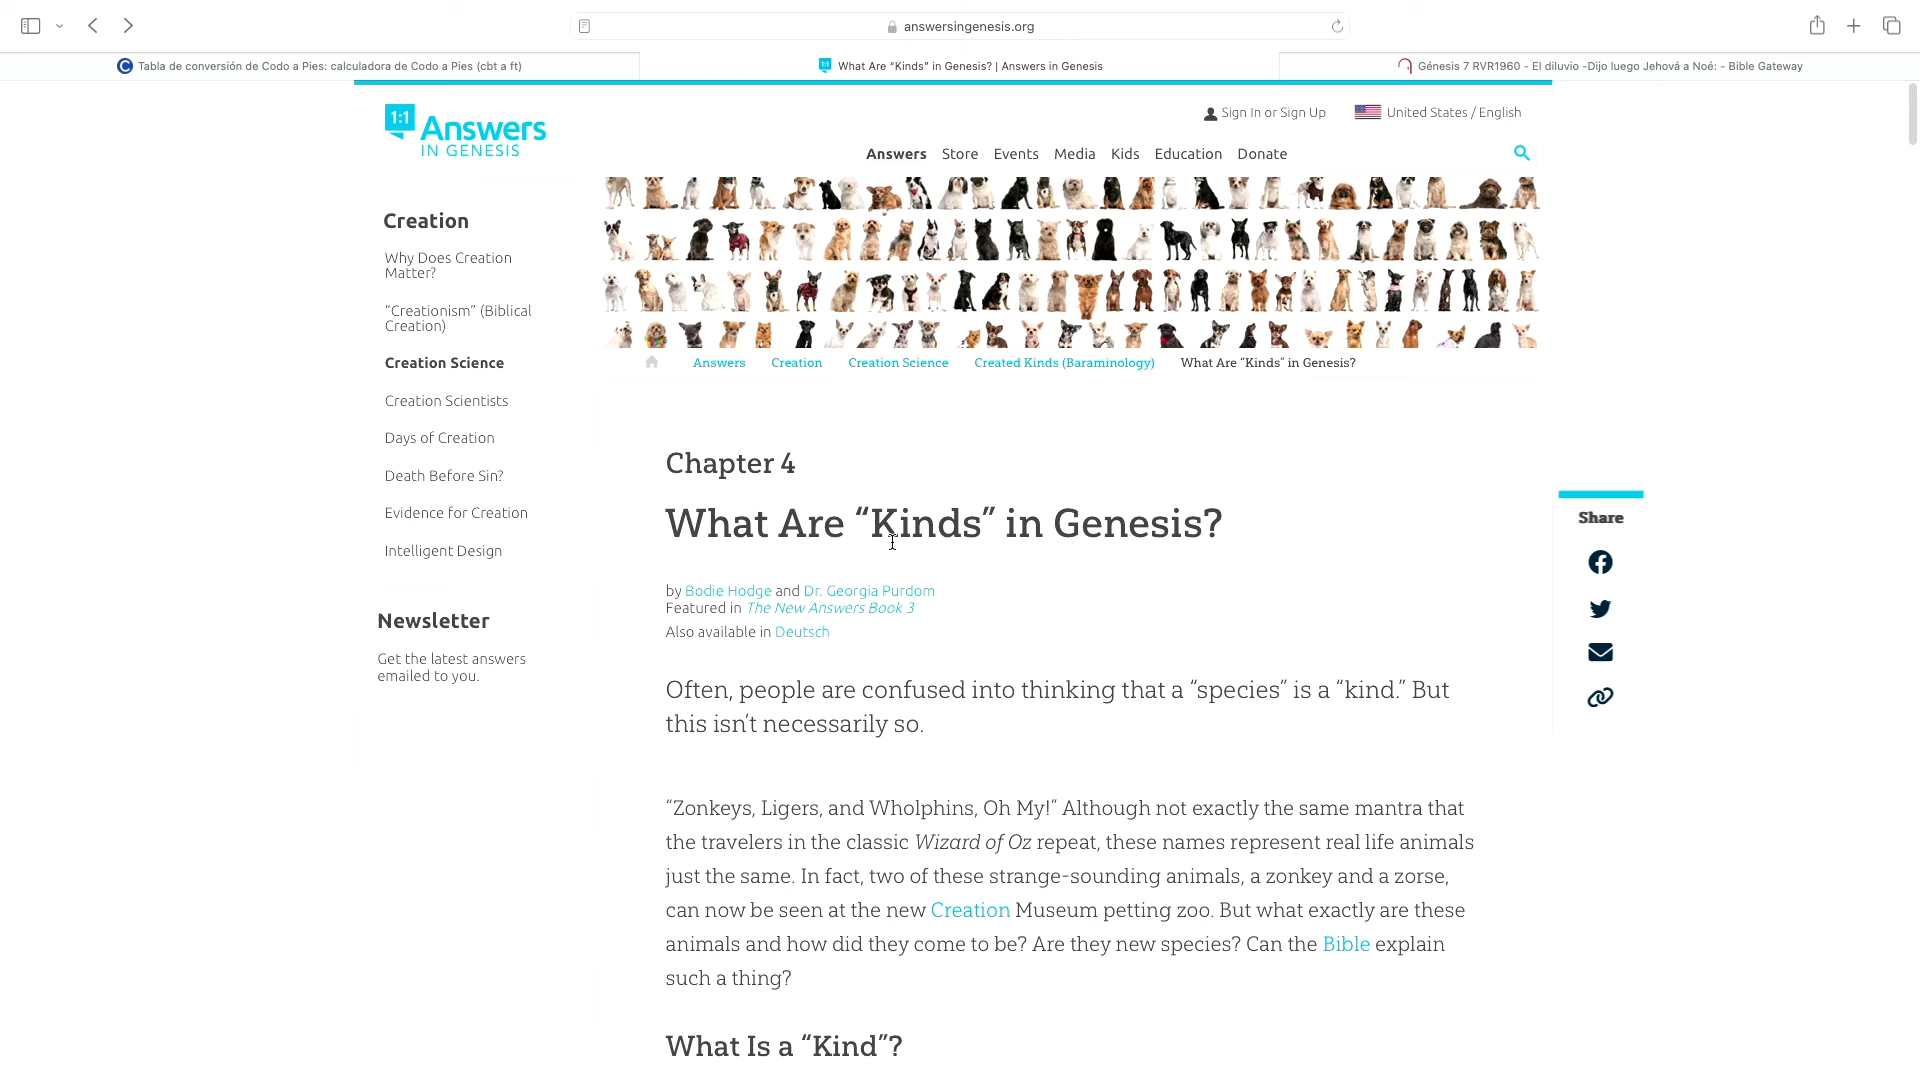 answersingenesis.org
Tabla de conversión de Codo a Pies: calculadora de Codo a Pies (cbt a ft)
What Are “Kinds” in Genesis? | Answers in Genesis
Génesis 7 RVR1960 - El diluvio -Dijo luego Jehová a Noé: - Bible Gateway
1:1 Answers
IN GENESIS
Sign In or Sign Up
United States / English
Answers Store Events Media Kids Education Donate
Creation
Why Does Creation
Matter?
“Creationism” (Biblical
Creation)
Creation Science
Creation Scientists
Days of Creation
Death Before Sin?
Evidence for Creation
Intelligent Design
Newsletter
Get the latest answers
emailed to you.
Answers Creation Creation Science Created Kinds (Baraminology) What Are “Kinds” in Genesis?
Chapter 4
What Are “Kinds” in Genesis?
by Bodie Hodge and Dr. Georgia Purdom
Featured in The New Answers Book 3
Also available in Deutsch
Often, people are confused into thinking that a “species” is a “kind.” But
this isn’t necessarily so.
“Zonkeys, Ligers, and Wholphins, Oh My!” Although not exactly the same mantra that
the travelers in the classic Wizard of Oz repeat, these names represent real life animals
just the same. In fact, two of these strange-sounding animals, a zonkey and a zorse,
can now be seen at the new Creation Museum petting zoo. But what exactly are these
animals and how did they come to be? Are they new species? Can the Bible explain
such a thing?
What Is a “Kind”?
Share